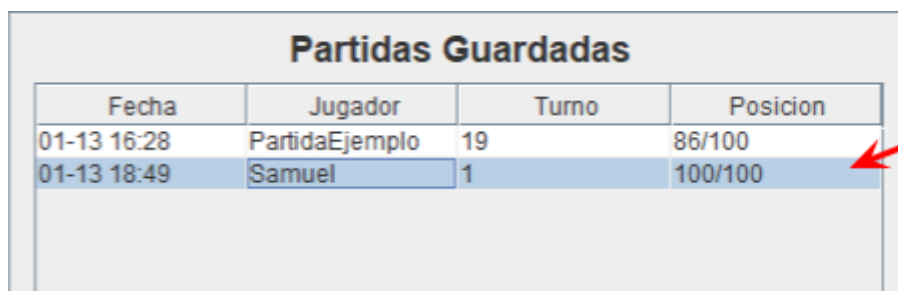 Partidas Guardadas
Fecha Jugador Turno Posicion
01-13 16:28 PartidaEjemplo 19 86/100
01-13 18:49 Samuel 1 100/100